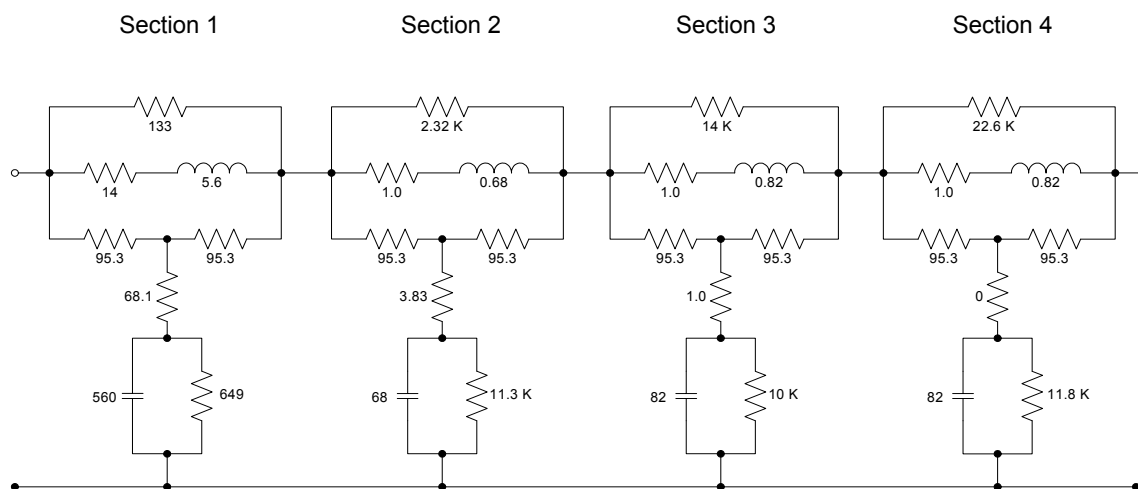 Section 1 Section 2 Section 3 Section 4
133 2.32 K 14 K 22.6 K
14 5.6 1.0 0.68 1.0 0.82 1.0 0.82
95.3 95.3 95.3 95.3 95.3 95.3 95.3 95.3
68.1 3.83 1.0 0
560 649 68 11.3 K 82 10 K 82 11.8 K